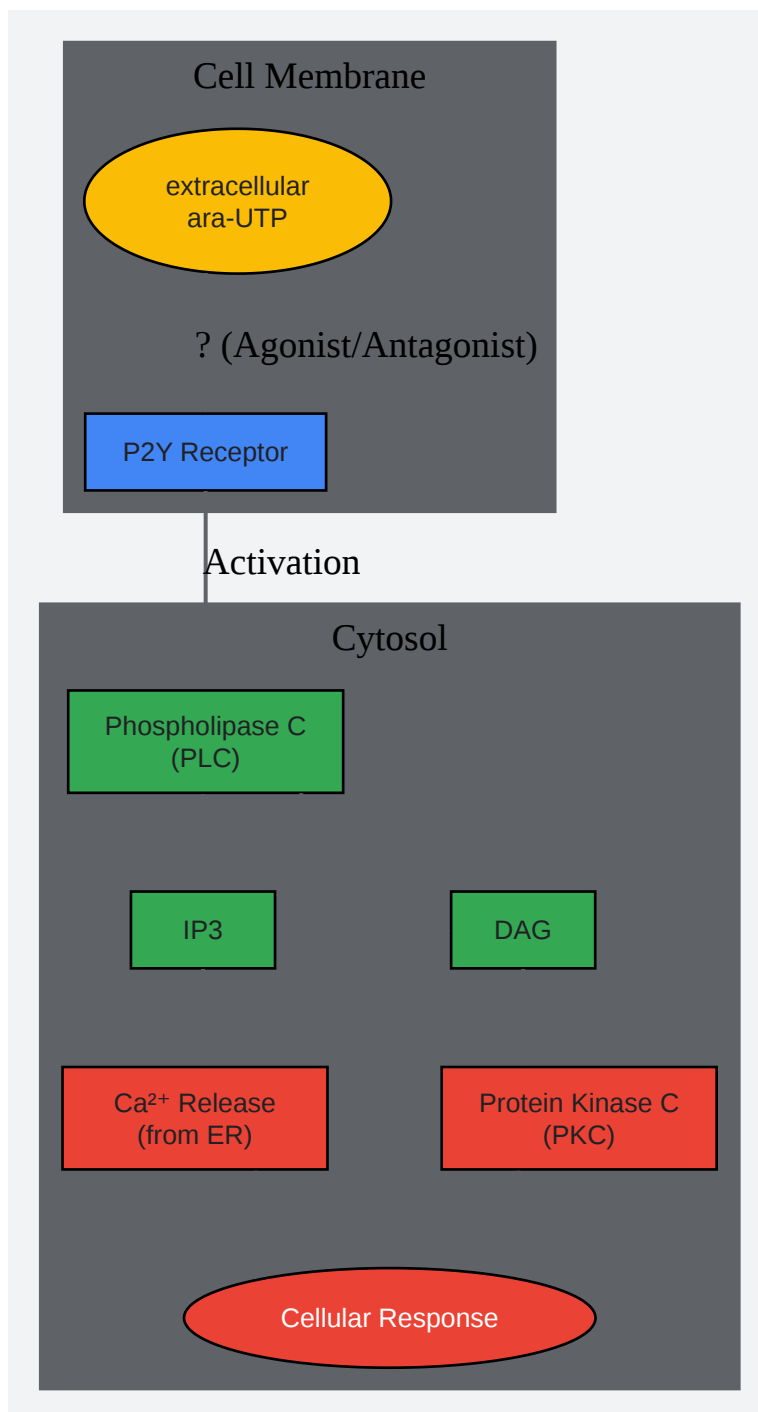 Cell Membrane
extracellular
ara-UTP
? (Agonist/Antagonist)
P2Y Receptor
Activation
Cytosol
Phospholipase C
(PLC)
IP3
DAG
Ca²⁺ Release
(from ER)
Protein Kinase C
(PKC)
Cellular Response